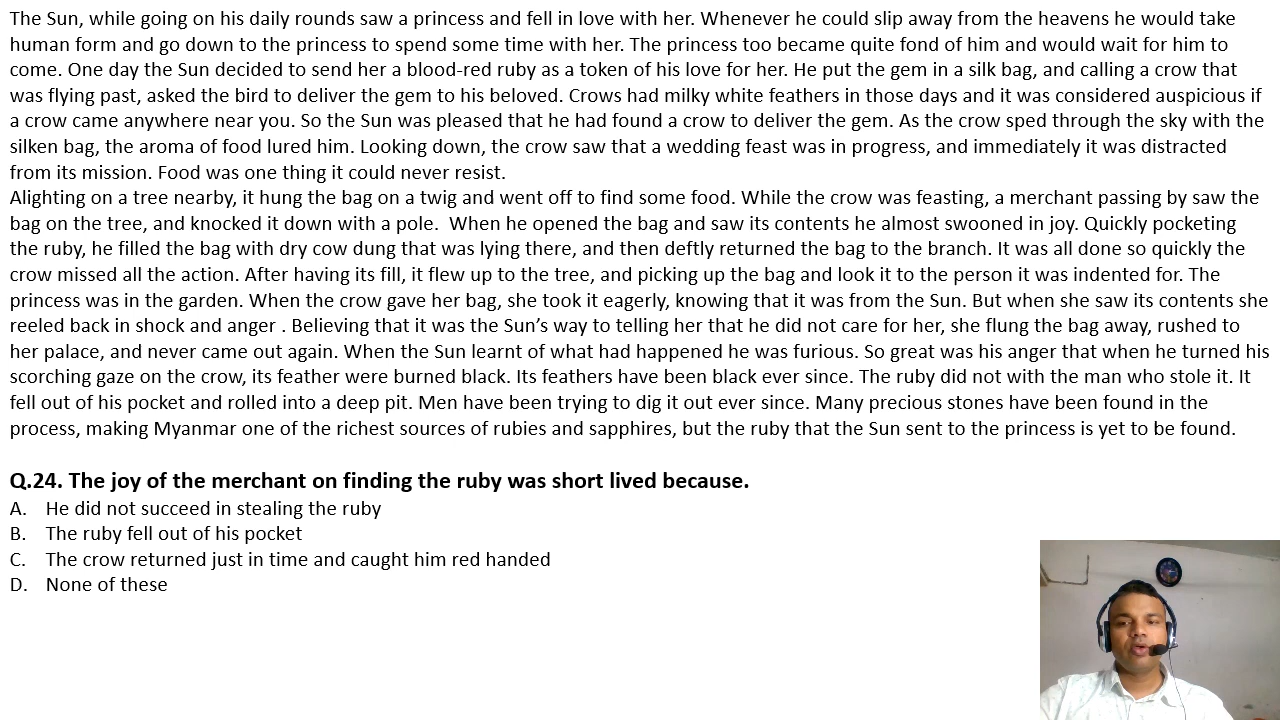 The Sun, while going on his daily rounds saw a princess and fell in love with her. Whenever he could slip away from the heavens he would take
human form and go down to the princess to spend some time with her. The princess too became quite fond of him and would wait for him to
come. One day the Sun decided to send her a blood-red ruby as a token of his love for her. He put the gem in a silk bag, and calling a crow that
was flying past, asked the bird to deliver the gem to his beloved. Crows had milky white feathers in those days and it was considered auspicious if
a crow came anywhere near you. So the Sun was pleased that he had found a crow to deliver the gem. As the crow sped through the sky with the
silken bag, the aroma of food lured him. Looking down, the crow saw that a wedding feast was in progress, and immediately it was distracted
from its mission. Food was one thing it could never resist.
Alighting on a tree nearby, it hung the bag on a twig and went off to find some food. While the crow was feasting, a merchant passing by saw the
bag on the tree, and knocked it down with a pole.  When he opened the bag and saw its contents he almost swooned in joy. Quickly pocketing
the ruby, he filled the bag with dry cow dung that was lying there, and then deftly returned the bag to the branch. It was all done so quickly the
crow missed all the action. After having its fill, it flew up to the tree, and picking up the bag and look it to the person it was indented for. The
princess was in the garden. When the crow gave her bag, she took it eagerly, knowing that it was from the Sun. But when she saw its contents she
reeled back in shock and anger . Believing that it was the Sun’s way to telling her that he did not care for her, she flung the bag away, rushed to
her palace, and never came out again. When the Sun learnt of what had happened he was furious. So great was his anger that when he turned his
scorching gaze on the crow, its feather were burned black. Its feathers have been black ever since. The ruby did not with the man who stole it. It
fell out of his pocket and rolled into a deep pit. Men have been trying to dig it out ever since. Many precious stones have been found in the
process, making Myanmar one of the richest sources of rubies and sapphires, but the ruby that the Sun sent to the princess is yet to be found.
Q.24. The joy of the merchant on finding the ruby was short lived because.
A. He did not succeed in stealing the ruby
B. The ruby fell out of his pocket
C. The crow returned just in time and caught him red handed
D. None of these